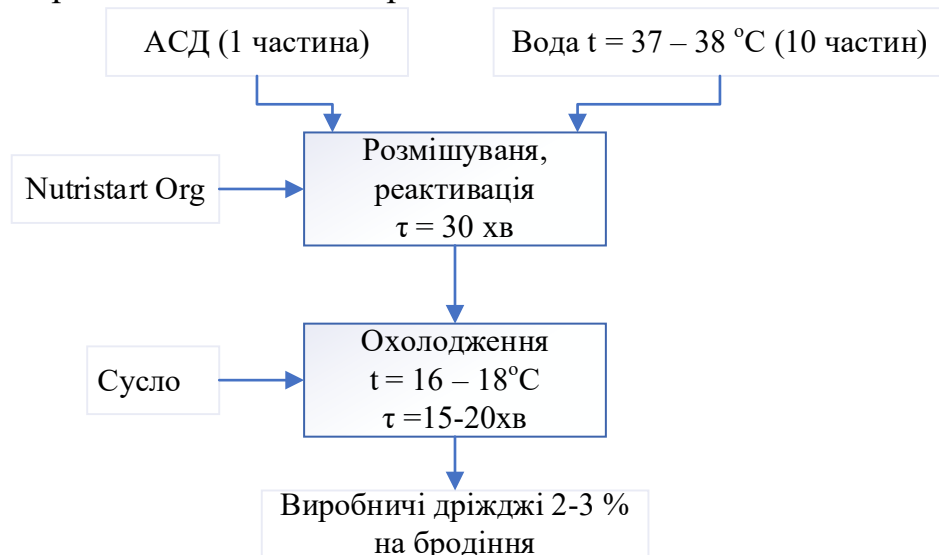 АСД (1 частина)
Вода t = 37 – 38 °С (10 частин)
Розмішуваня,
реактивація
τ = 30 хв
Nutristart Org
Охолодження
t = 16 – 18°С
τ =15-20хв
Сусло
Виробничі дріжджі 2-3 %
на бродіння